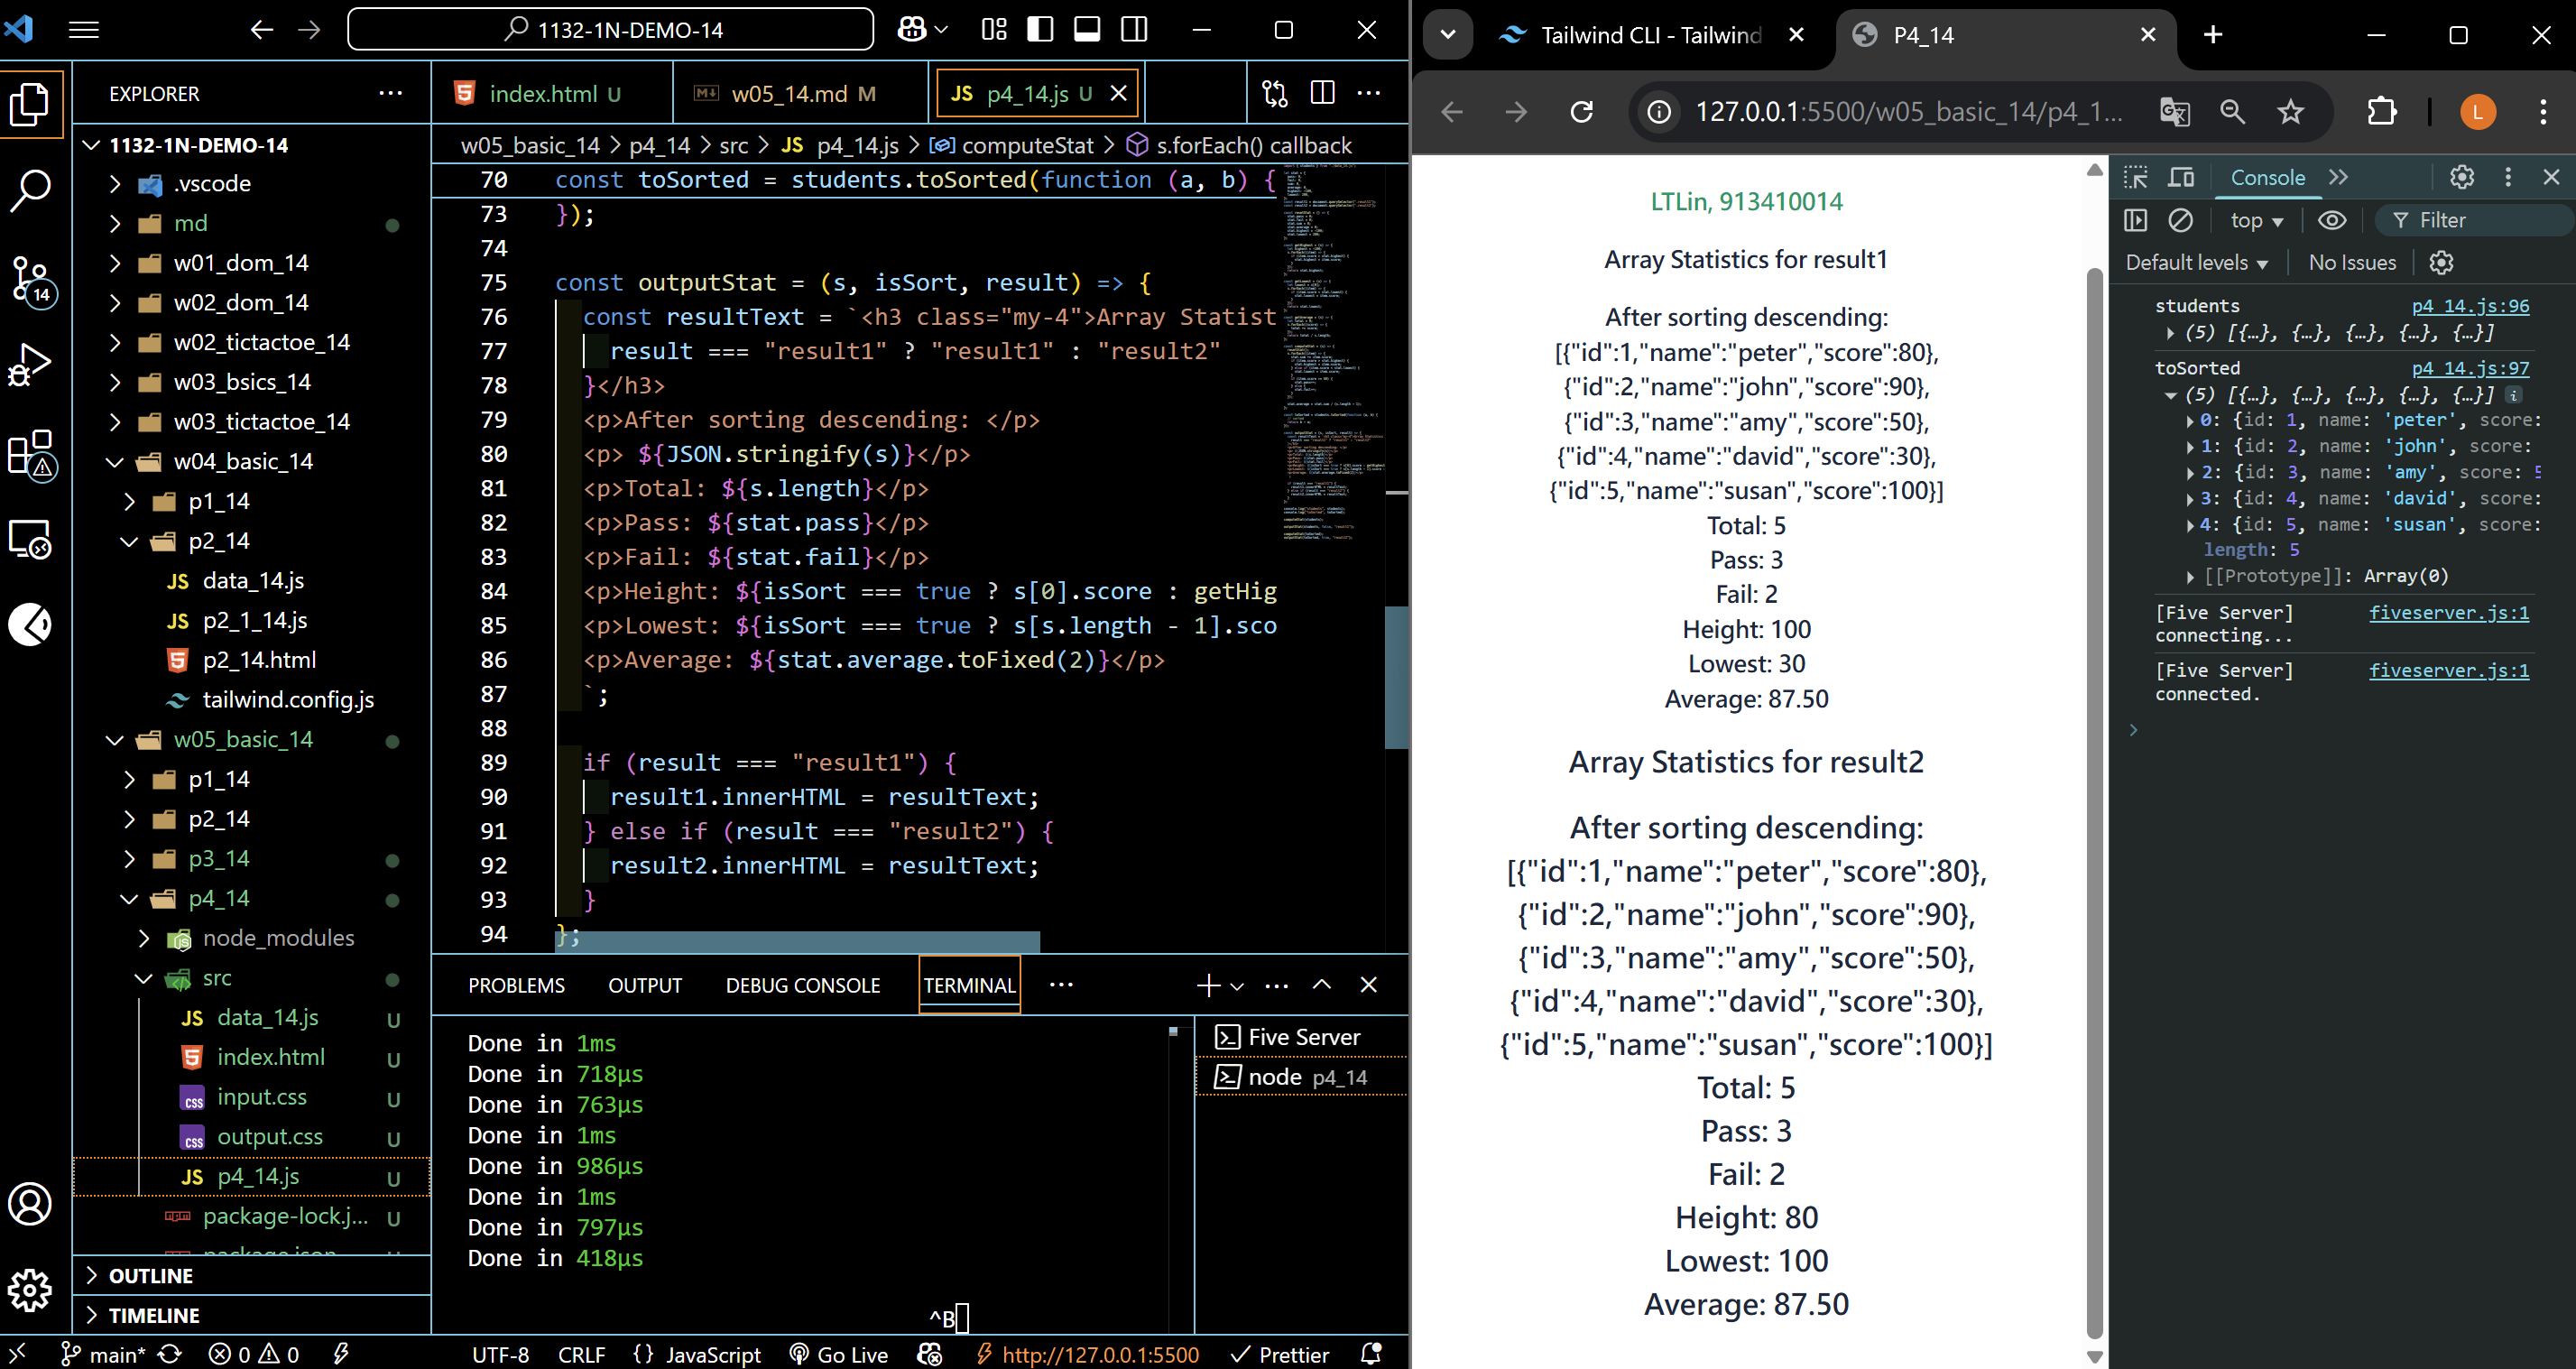 1132-1N-DEMO-14
EXPLORER
1132-1N-DEMO-14
.vscode
md
w01_dom_14
w02_dom_14
w02_tictactoe_14
w03_bsics_14
w03_tictactoe_14
w04_basic_14
p1_14
p2_14
JS data_14.js
JS p2_1_14.js
p2_14.html
tailwind.config.js
w05_basic_14
p1_14
p2_14
p3_14
p4_14
node_modules
src
JS data_14.js U
index.html U
input.css U
output.css U
JS p4_14.js U
package-lock.j... U
OUTLINE
TIMELINE
14
index.html U
w05_14.md M
JS p4_14.js U
w05_basic_14 > p4_14 > src > JS p4_14.js > computeStat > s.forEach() callback
70 const toSorted = students.toSorted(function (a, b) {
73 });
74
75 const outputStat = (s, isSort, result) => {
76 const resultText = `<h3 class="my-4">Array Statist
77 result === "result1" ? "result1" : "result2"
78 }</h3>
79 <p>After sorting descending: </p>
80 <p> ${JSON.stringify(s)}</p>
81 <p>Total: ${s.length}</p>
82 <p>Pass: ${stat.pass}</p>
83 <p>Fail: ${stat.fail}</p>
84 <p>Height: ${isSort === true ? s[0].score : getHig
85 <p>Lowest: ${isSort === true ? s[s.length - 1].sco
86 <p>Average: ${stat.average.toFixed(2)}</p>
87 `;
88
89 if (result === "result1") {
90 result1.innerHTML = resultText;
91 } else if (result === "result2") {
92 result2.innerHTML = resultText;
93 }
94 };
PROBLEMS OUTPUT DEBUG CONSOLE TERMINAL
Done in 1ms
Done in 718µs
Done in 763µs
Done in 1ms
Done in 986µs
Done in 1ms
Done in 797µs
Done in 418µs
^B
Five Server
node p4_14
main* 0 0 UTF-8 CRLF {} JavaScript Go Live http://127.0.0.1:5500 Prettier
Tailwind CLI - Tailwind
P4_14
127.0.0.1:5500/w05_basic_14/p4_1...
L
LTLin, 913410014
Array Statistics for result1
After sorting descending:
[{"id":1,"name":"peter","score":80},
{"id":2,"name":"john","score":90},
{"id":3,"name":"amy","score":50},
{"id":4,"name":"david","score":30},
{"id":5,"name":"susan","score":100}]
Total: 5
Pass: 3
Fail: 2
Height: 100
Lowest: 30
Average: 87.50
Array Statistics for result2
After sorting descending:
[{"id":1,"name":"peter","score":80},
{"id":2,"name":"john","score":90},
{"id":3,"name":"amy","score":50},
{"id":4,"name":"david","score":30},
{"id":5,"name":"susan","score":100}]
Total: 5
Pass: 3
Fail: 2
Height: 80
Lowest: 100
Average: 87.50
Console
top
Filter
Default levels No Issues
students p4_14.js:96
(5) [{…}, {…}, {…}, {…}, {…}]
toSorted p4_14.js:97
(5) [{…}, {…}, {…}, {…}, {…}]
0: {id: 1, name: 'peter', score:
1: {id: 2, name: 'john', score:
2: {id: 3, name: 'amy', score: 5
3: {id: 4, name: 'david', score:
4: {id: 5, name: 'susan', score:
length: 5
[[Prototype]]: Array(0)
[Five Server] fiveserver.js:1
connecting...
[Five Server] fiveserver.js:1
connected.